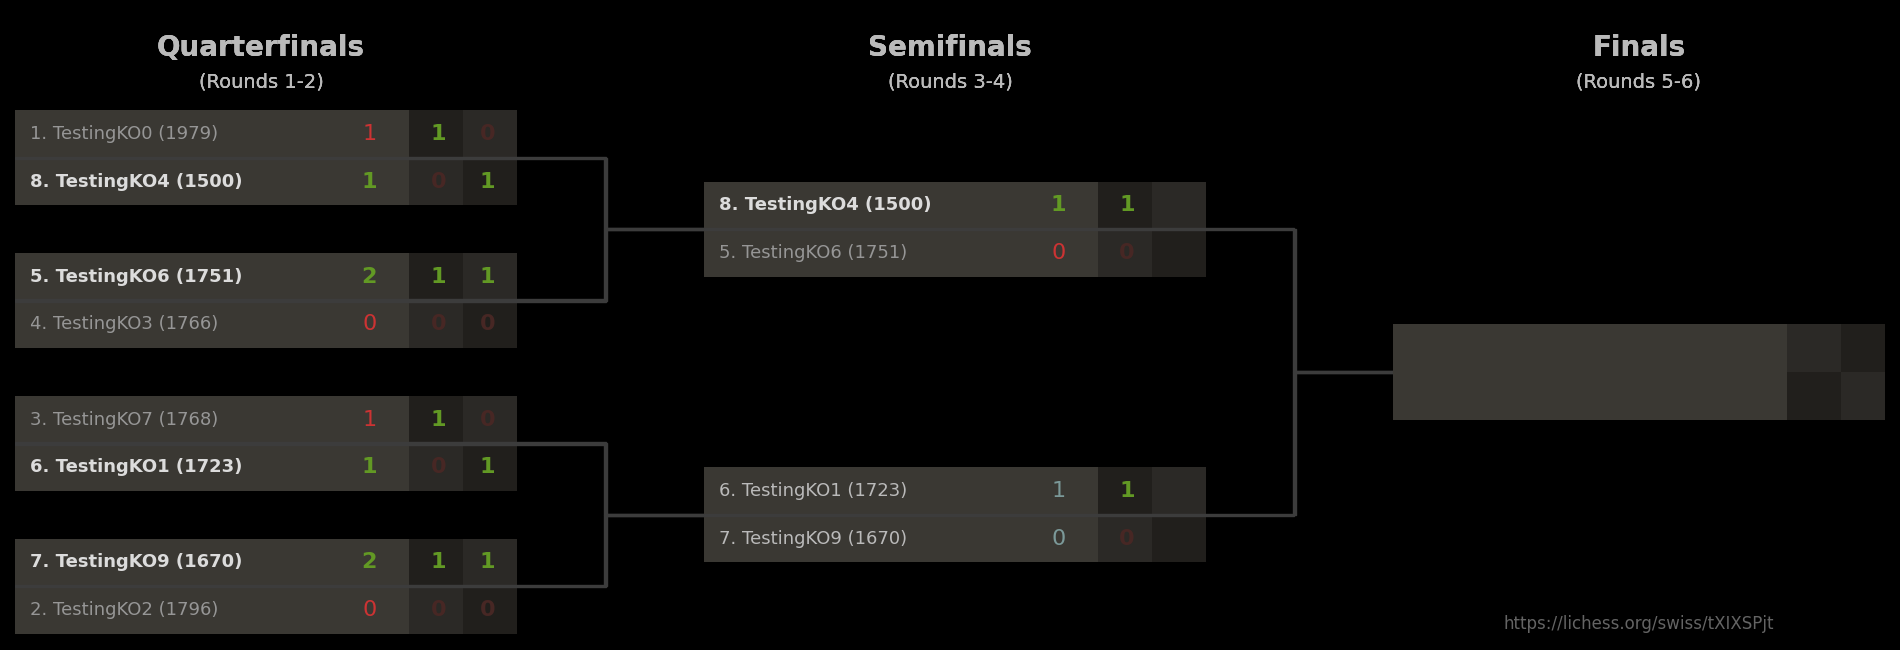 Quarterfinals
(Rounds 1-2)
Semifinals
(Rounds 3-4)
Finals
(Rounds 5-6)
1. TestingKO0 (1979) 1 1 0
8. TestingKO4 (1500) 1 0 1
5. TestingKO6 (1751) 2 1 1
4. TestingKO3 (1766) 0 0 0
3. TestingKO7 (1768) 1 1 0
6. TestingKO1 (1723) 1 0 1
7. TestingKO9 (1670) 2 1 1
2. TestingKO2 (1796) 0 0 0
8. TestingKO4 (1500) 1 1
5. TestingKO6 (1751) 0 0
6. TestingKO1 (1723) 1 1
7. TestingKO9 (1670) 0 0
https://lichess.org/swiss/tXIXSPjt